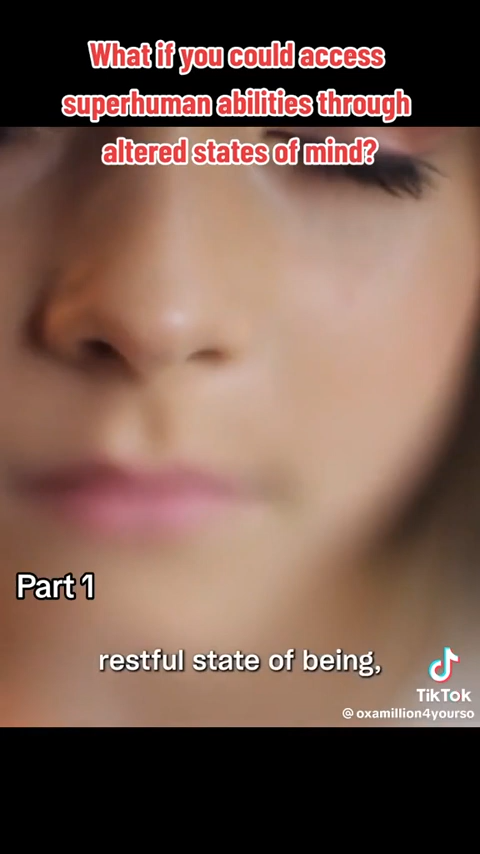 What if you could access
superhuman abilities through
altered states of mind?
Part 1
restful state of being,
TikTok
@oxamillion4yourso